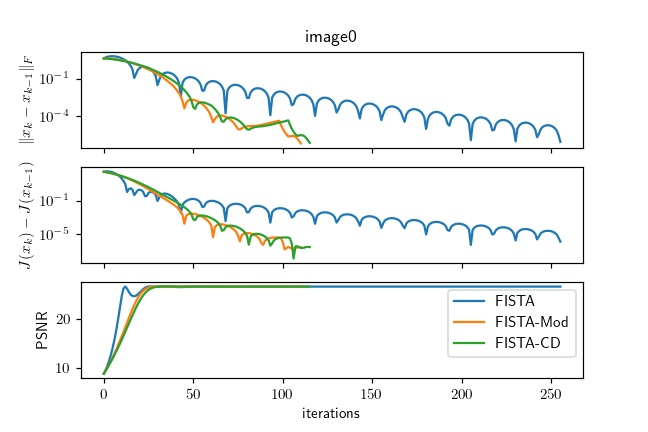 image0
‖x_k − x_{k−1}‖_F
10^{−1}
10^{−4}
J(x_k) − J(x_{k−1})
10^{−1}
10^{−5}
PSNR
20
10
FISTA
FISTA-Mod
FISTA-CD
0 50 100 150 200 250
iterations